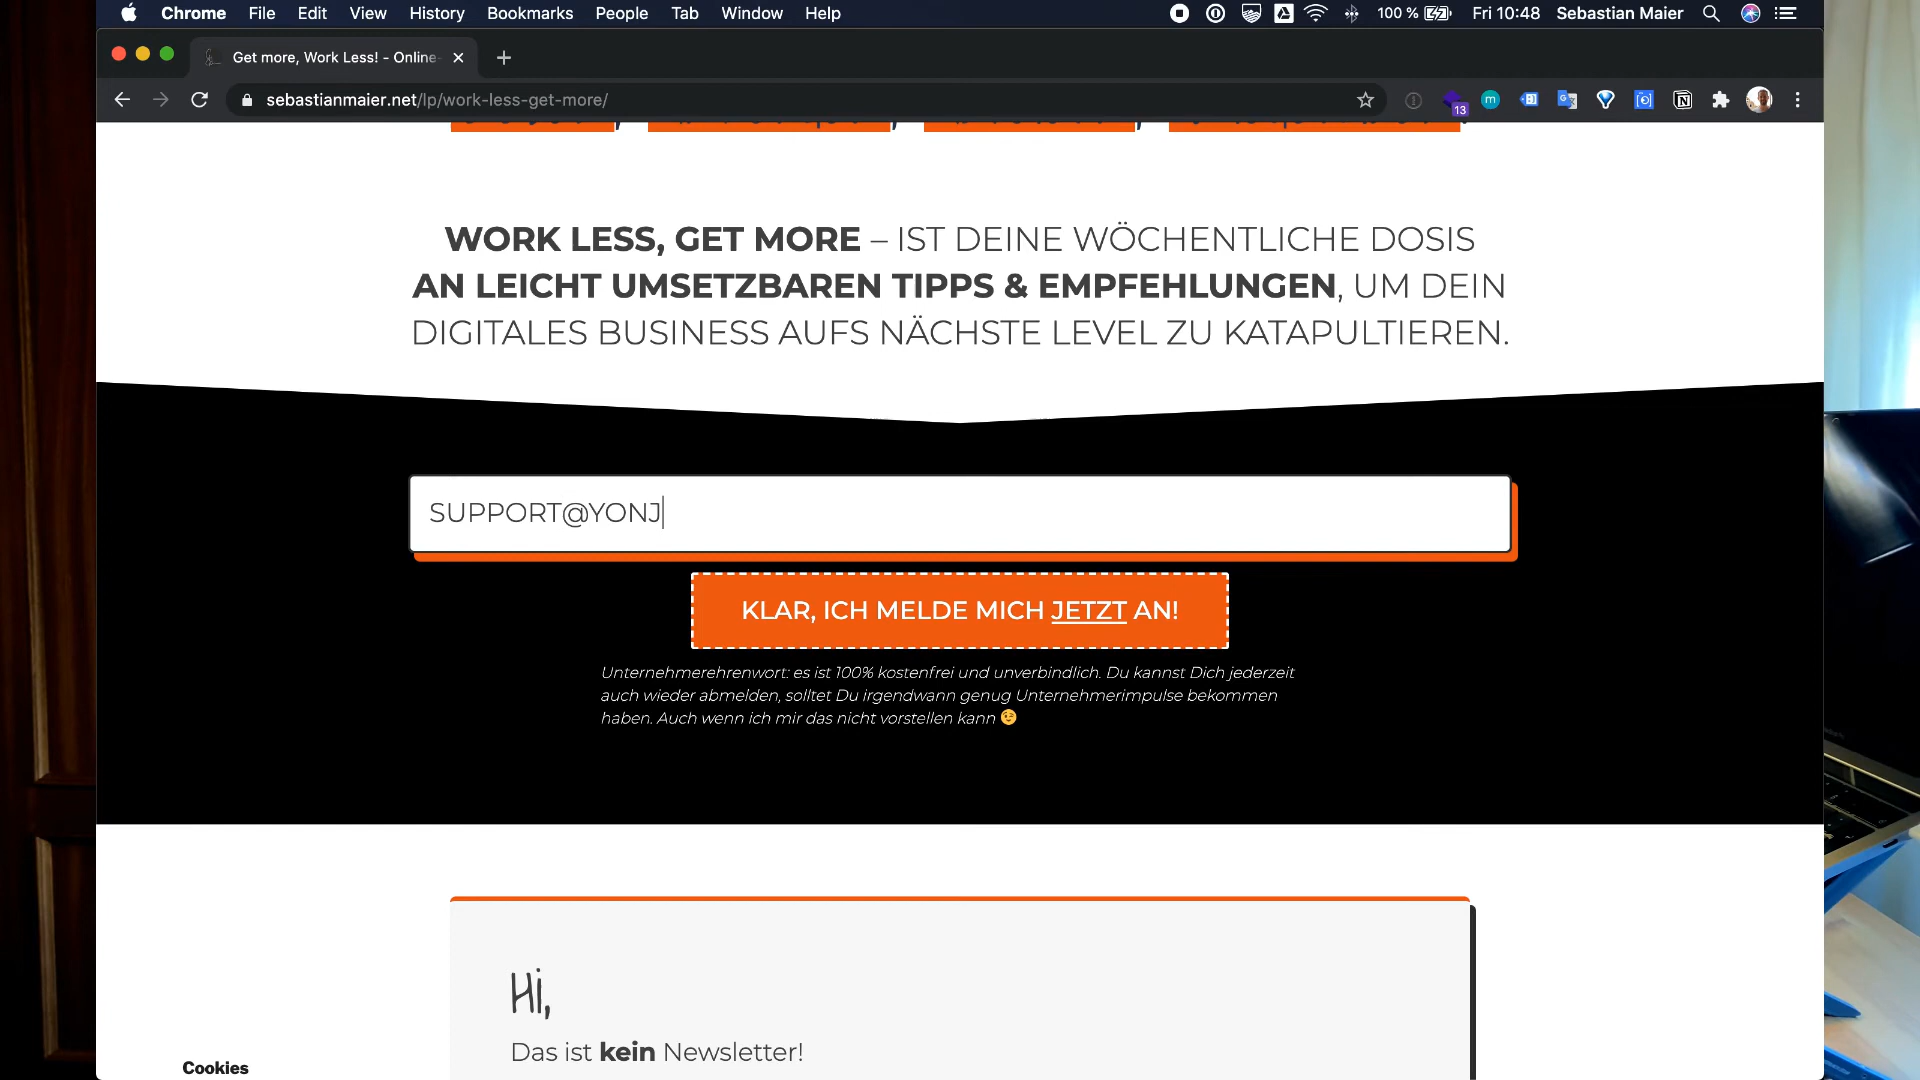 Chrome File Edit View History Bookmarks People Tab Window Help
100 % Fri 10:48 Sebastian Maier
Get more, Work Less! - Online-
sebastianmaier.net/lp/work-less-get-more/
13
WORK LESS, GET MORE – IST DEINE WÖCHENTLICHE DOSIS
AN LEICHT UMSETZBAREN TIPPS & EMPFEHLUNGEN, UM DEIN
DIGITALES BUSINESS AUFS NÄCHSTE LEVEL ZU KATAPULTIEREN.
SUPPORT@YONJ
KLAR, ICH MELDE MICH JETZT AN!
Unternehmerehrenwort: es ist 100% kostenfrei und unverbindlich. Du kannst Dich jederzeit
auch wieder abmelden, solltet Du irgendwann genug Unternehmerimpulse bekommen
haben. Auch wenn ich mir das nicht vorstellen kann 😉
Hi,
Das ist kein Newsletter!
Cookies